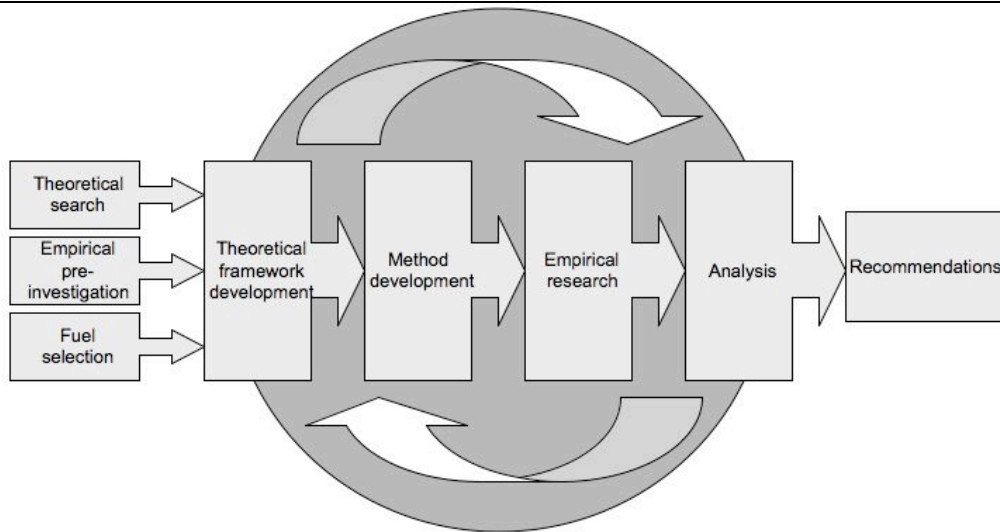 Theoretical
search
Empirical
pre-
investigation
Fuel
selection
Theoretical
framework
development
Method
development
Empirical
research
Analysis
Recommendations